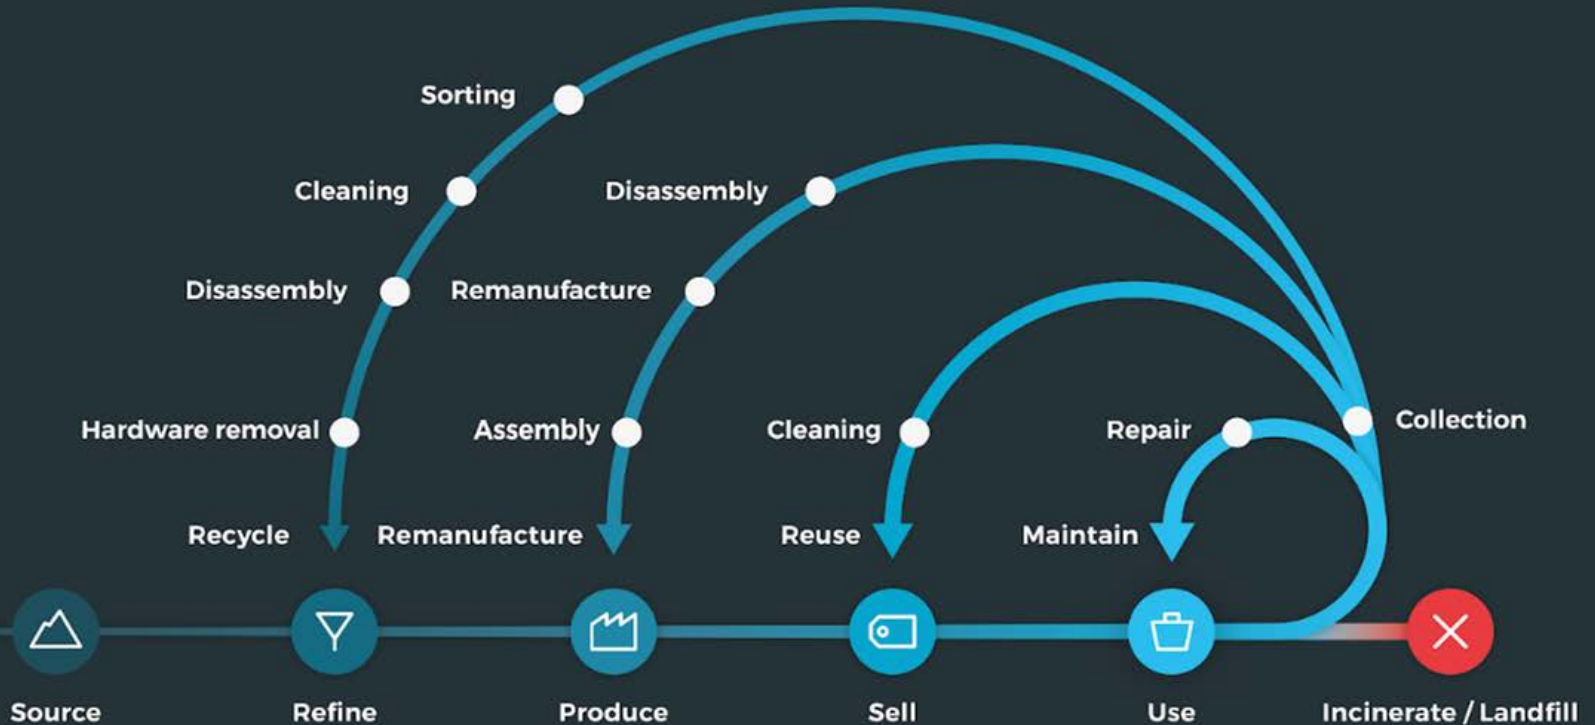 Sorting
Cleaning
Disassembly
Disassembly
Remanufacture
Collection
Hardware removal
Assembly
Cleaning
Repair
Recycle
Remanufacture
Reuse
Maintain
Source
Refine
Produce
Sell
Use
Incinerate / Landfill